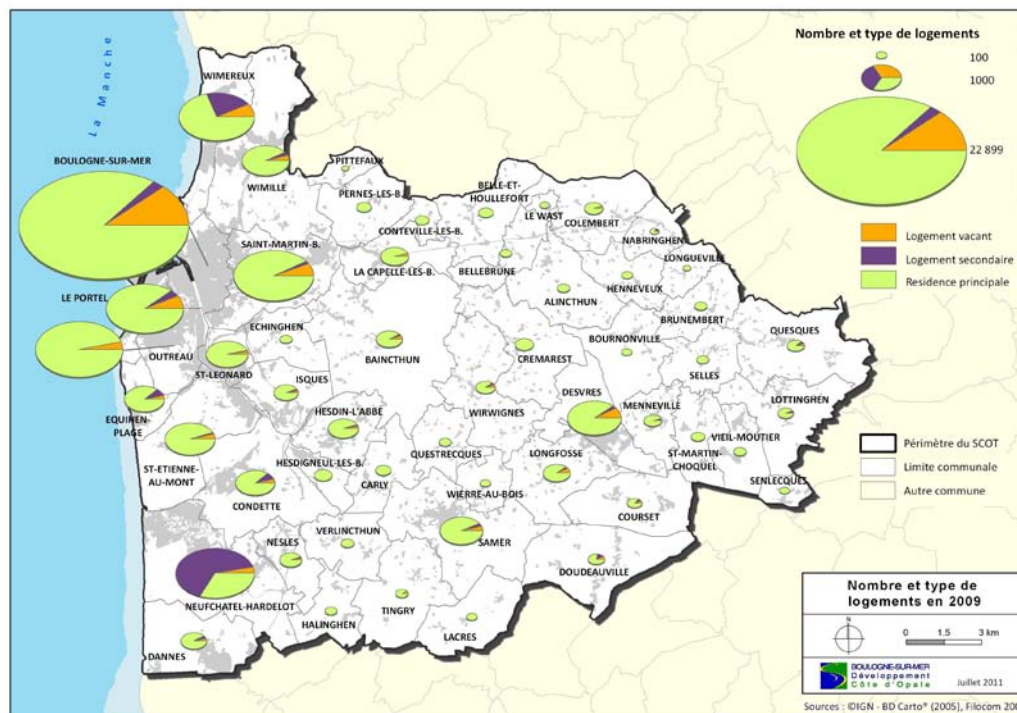 Nombre et type de logements
100
1000
22 899
Logement vacant
Logement secondaire
Residence principale
Périmètre du SCOT
Limite communale
Autre commune
La Manche
WIMEREUX
BOULOGNE-SUR-MER
WIMILLE
PITTEFAUX
PERNES-LES-B.
CONTEVILLE-LES-B.
BELLE-ET-
HOULLEFORT
LE WAST
COLEMBERT
NABRINGHEN
SAINT-MARTIN-B.
LA CAPELLE-LES-B.
BELLEBRUNE
LONGUEVILLE
HENNEVEUX
ALINCTHUN
BRUNEMBERT
LE PORTEL
ECHINGHEN
BAINCTHUN
CREMAREST
BOURNONVILLE
QUESQUES
SELLES
OUTREAU
ST-LEONARD
ISQUES
HESDIN-L'ABBE
WIRWIGNES
DESVRES
MENNEVILLE
LOTTINGHEN
EQUIHEN-
PLAGE
ST-ETIENNE-
AU-MONT
HESDIGNEUL-LES-B.
QUESTRECQUES
LONGFOSSE
ST-MARTIN-
CHOQUEL
VIEIL-MOUTIER
SENLECQUES
CONDETTE
CARLY
WIERRE-AU-BOIS
COURSET
VERLINCTHUN
NESLES
SAMER
DOUDEAUVILLE
NEUFCHATEL-HARDELOT
HALINGHEN
TINGRY
LACRES
DANNES
Nombre et type de
logements en 2009
N
0 1.5 3 km
BOULOGNE-SUR-MER
Développement
Côte d'Opale
Juillet 2011
Sources : ©IGN - BD Carto® (2005), Filocom